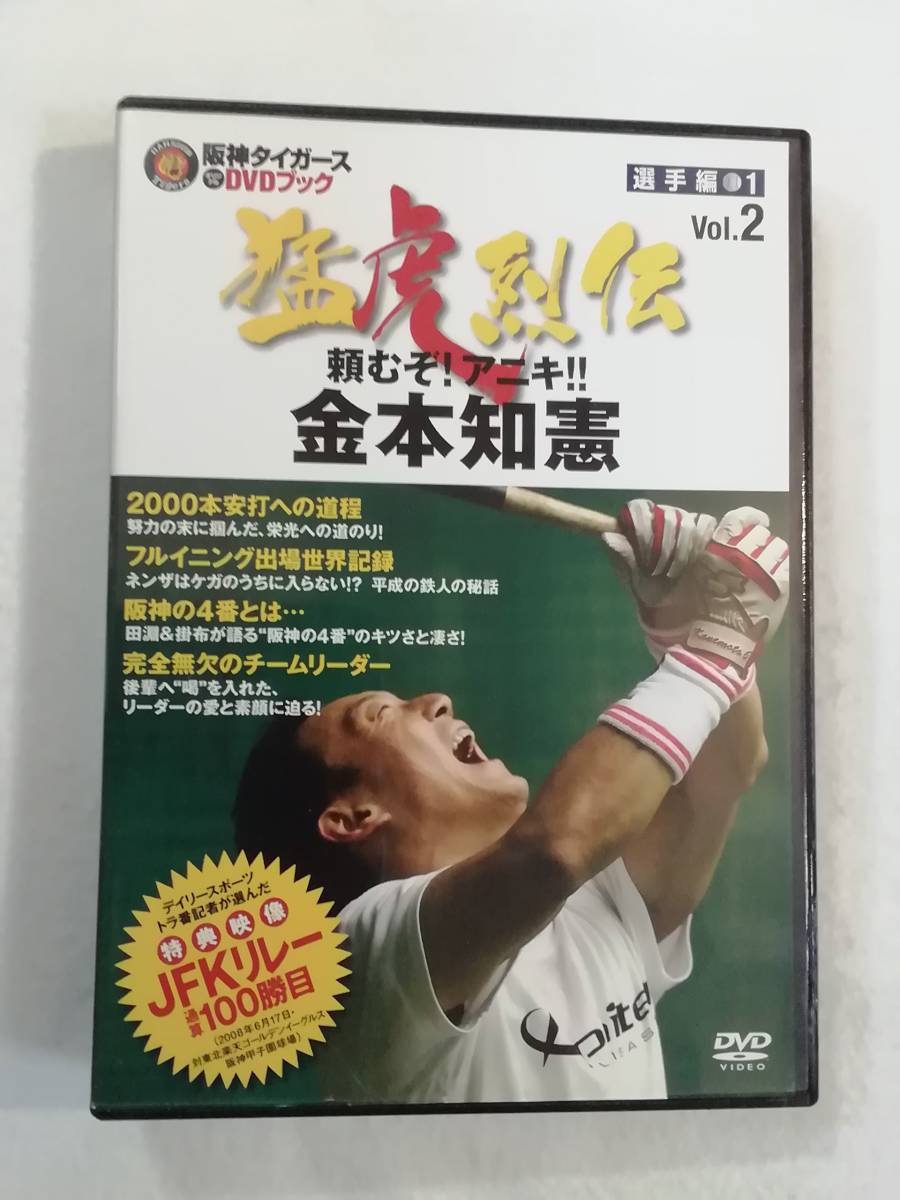 HANSHIN
Tigers
阪神タイガース
DVDブック
選手編 1
Vol.2
猛虎烈伝
頼むぞ!アニキ!!
金本知憲
2000本安打への道程
努力の末に掴んだ、栄光への道のり!
フルイニング出場世界記録
ネンザはケガのうちに入らない!? 平成の鉄人の秘話
阪神の4番とは…
田淵&掛布が語る“阪神の4番”のキツさと凄さ!
完全無欠のチームリーダー
後輩へ“喝”を入れた、
リーダーの愛と素顔に迫る!
デイリースポーツ
トラ番記者が選んだ
特典映像
JFKリレー
通算100勝目
(2008年6月17日・
対東北楽天ゴールデンイーグルス
阪神甲子園球場)
DVD
VIDEO